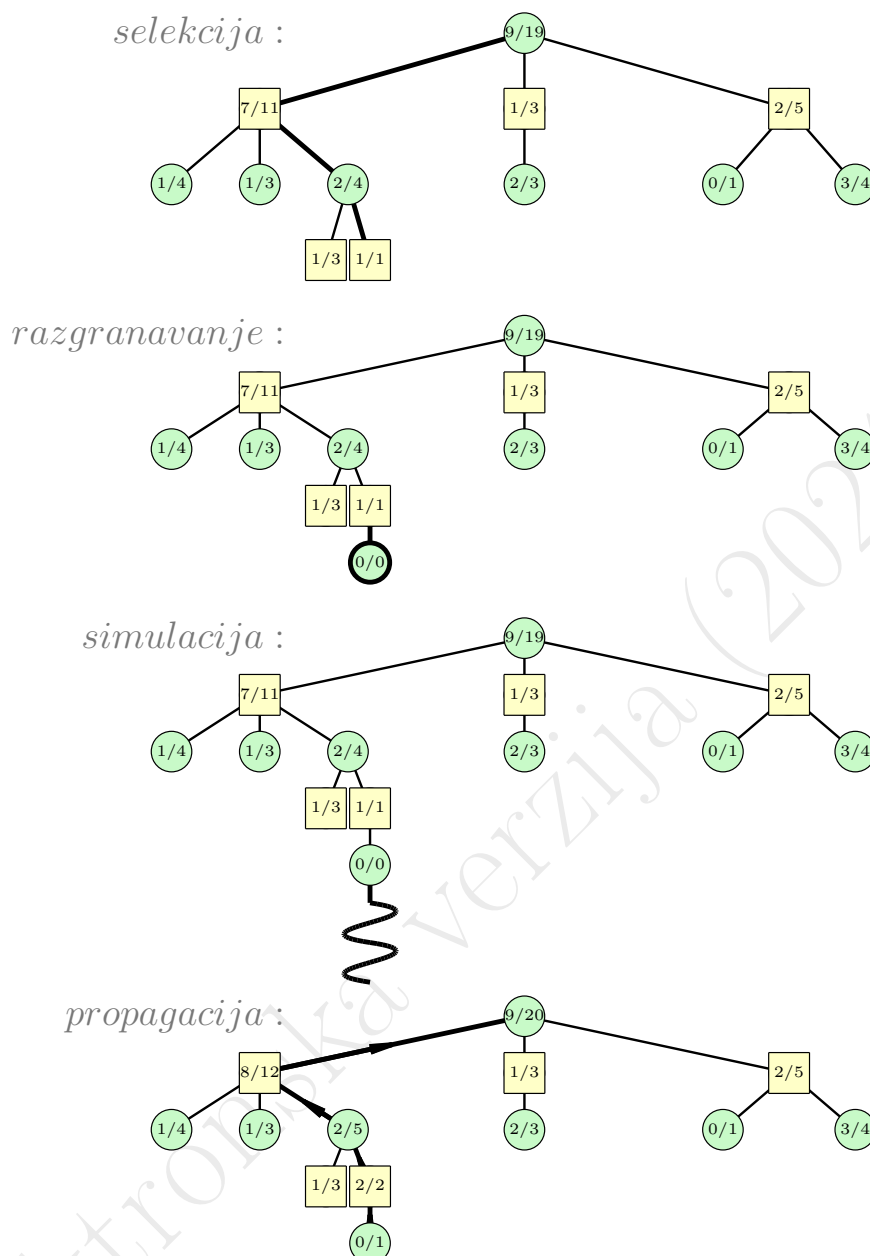 selekcija :
9/19
7/11 1/3 2/5
1/4 1/3 2/4 2/3 0/1 3/4
1/3 1/1
razgranavanje :
9/19
7/11 1/3 2/5
1/4 1/3 2/4 2/3 0/1 3/4
1/3 1/1
0/0
simulacija :
9/19
7/11 1/3 2/5
1/4 1/3 2/4 2/3 0/1 3/4
1/3 1/1
0/0
propagacija :
9/20
8/12 1/3 2/5
1/4 1/3 2/5 2/3 0/1 3/4
1/3 2/2
0/1
verzija